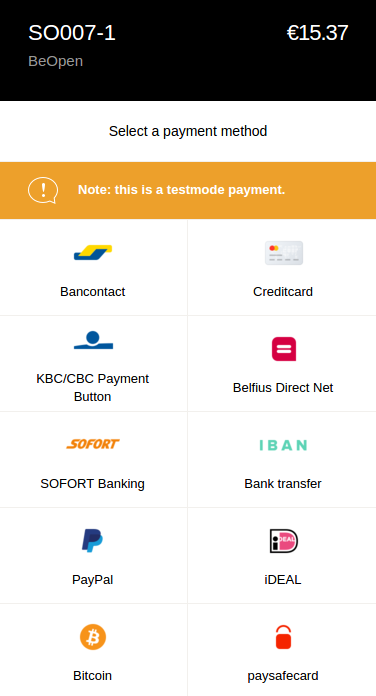 SO007-1
€15.37
BeOpen
Select a payment method
Note: this is a testmode payment.
Bancontact
Creditcard
KBC/CBC Payment
Button
Belfius Direct Net
SOFORT
IBAN
SOFORT Banking
Bank transfer
iDEAL
PayPal
iDEAL
Bitcoin
paysafecard